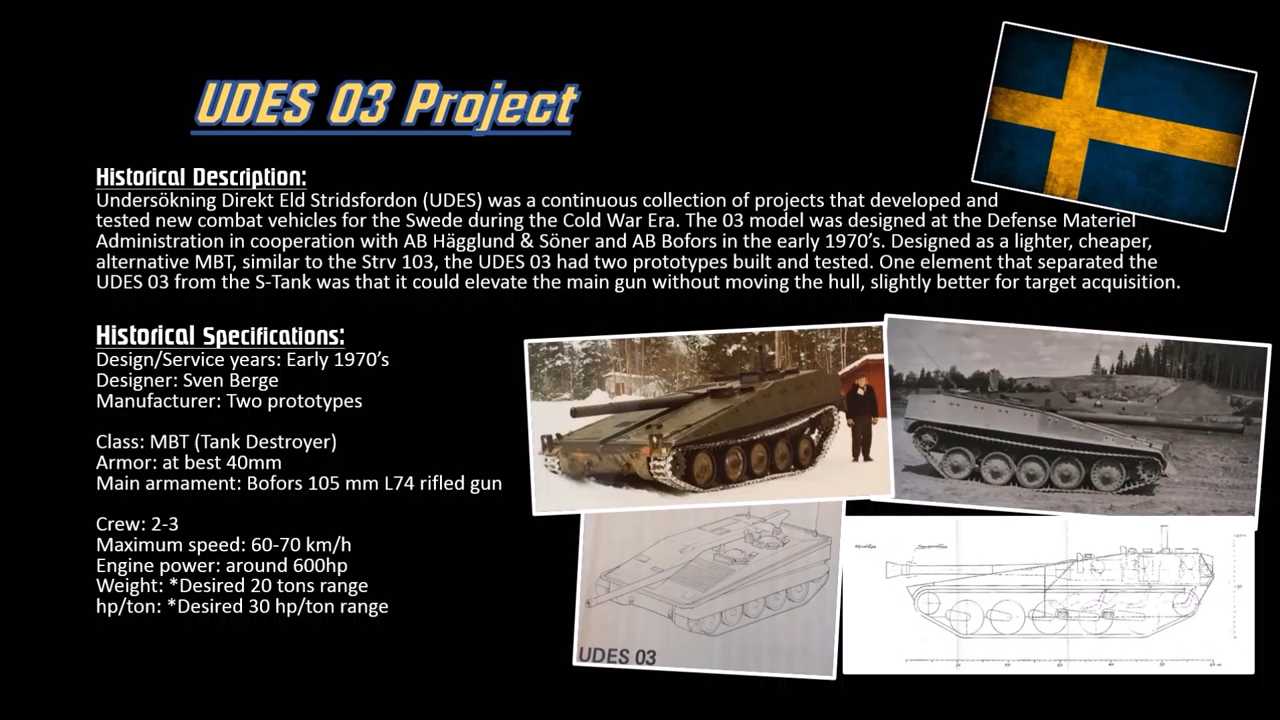 UDES 03 Project
Historical Description:
Undersökning Direkt Eld Stridsfordon (UDES) was a continuous collection of projects that developed and
tested new combat vehicles for the Swede during the Cold War Era. The 03 model was designed at the Defense Materiel
Administration in cooperation with AB Hägglund & Söner and AB Bofors in the early 1970's. Designed as a lighter, cheaper,
alternative MBT, similar to the Strv 103, the UDES 03 had two prototypes built and tested. One element that separated the
UDES 03 from the S-Tank was that it could elevate the main gun without moving the hull, slightly better for target acquisition.
Historical Specifications:
Design/Service years: Early 1970's
Designer: Sven Berge
Manufacturer: Two prototypes
Class: MBT (Tank Destroyer)
Armor: at best 40mm
Main armament: Bofors 105 mm L74 rifled gun
Crew: 2-3
Maximum speed: 60-70 km/h
Engine power: around 600hp
Weight: *Desired 20 tons range
hp/ton: *Desired 30 hp/ton range
UDES 03